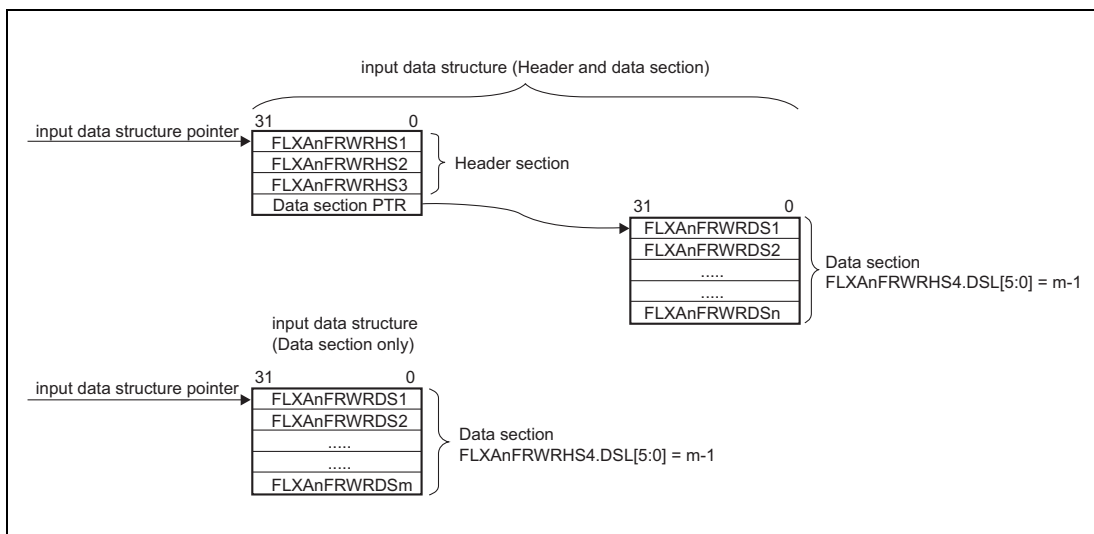 input data structure (Header and data section)
31 0
input data structure pointer
FLXAnFRWRHS1
FLXAnFRWRHS2
FLXAnFRWRHS3
Header section
Data section PTR
31 0
FLXAnFRWRDS1
FLXAnFRWRDS2
.....
.....
FLXAnFRWRDSn
Data section
FLXAnFRWRHS4.DSL[5:0] = m-1
input data structure
(Data section only)
31 0
input data structure pointer
FLXAnFRWRDS1
FLXAnFRWRDS2
.....
.....
FLXAnFRWRDSm
Data section
FLXAnFRWRHS4.DSL[5:0] = m-1